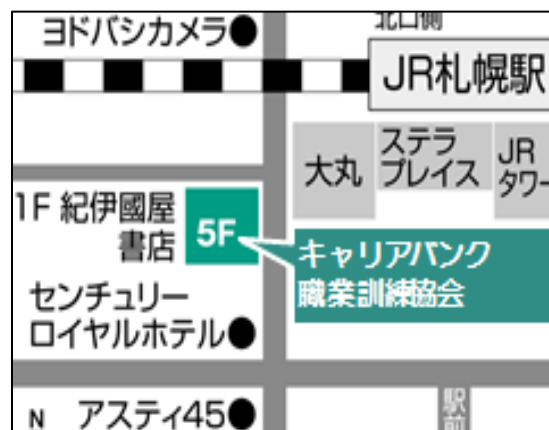 ヨドバシカメラ
北口側
JR札幌駅
大丸
ステラ
プレイス
JR
タワー
1F 紀伊國屋
書店
5F
キャリアバンク
職業訓練協会
センチュリー
ロイヤルホテル
N
アスティ45
駅前